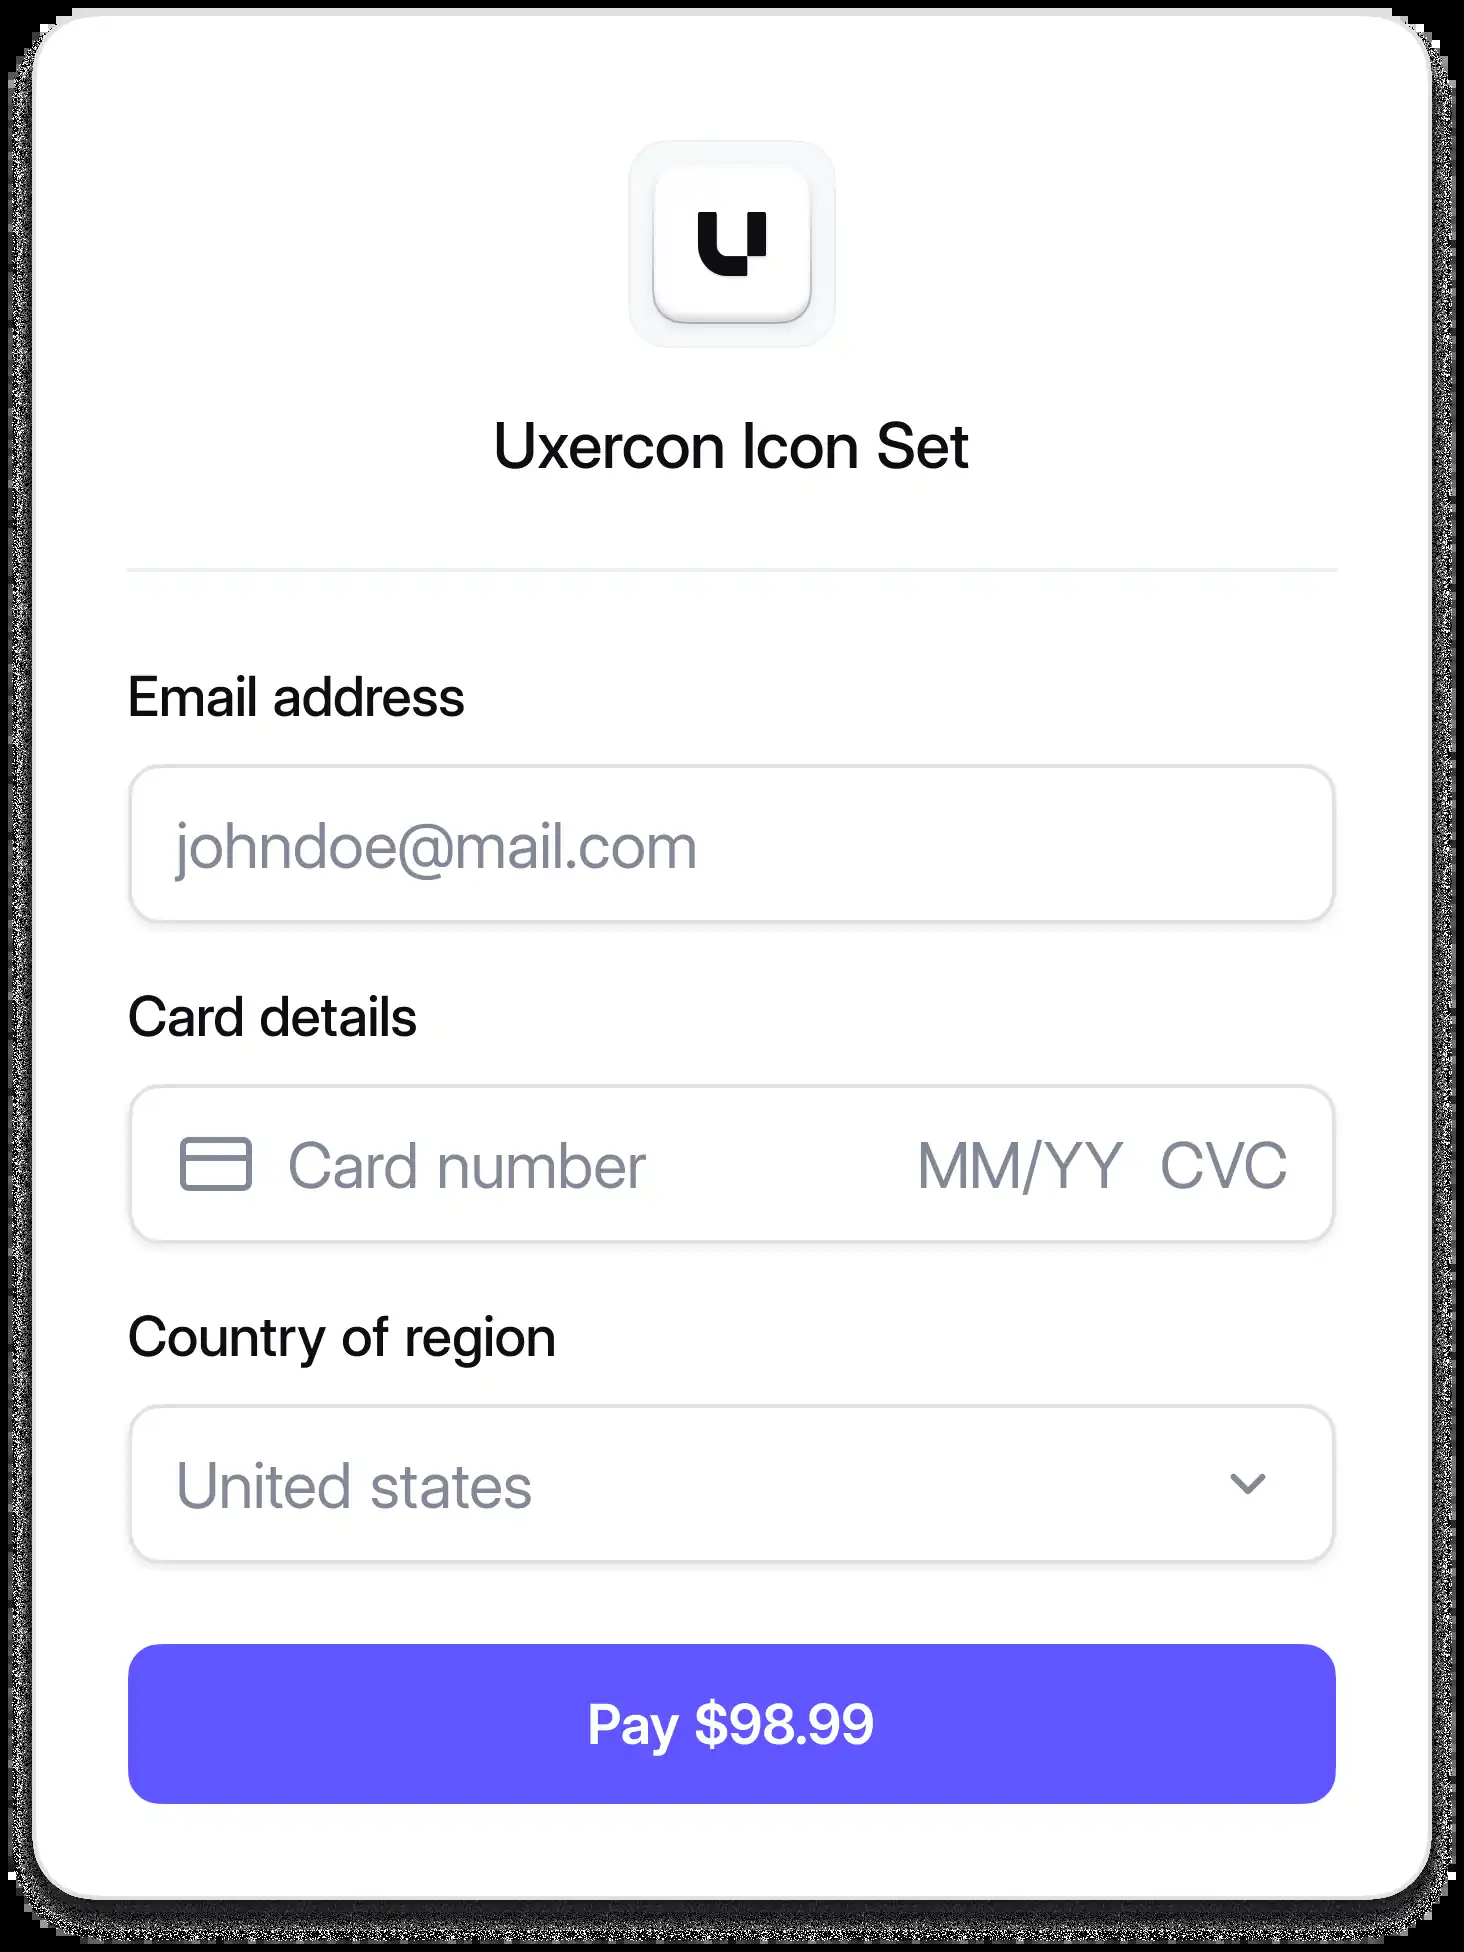 Uxercon Icon Set
Email address
johndoe@mail.com
Card details
Card number MM/YY CVC
Country of region
United states
Pay $98.99